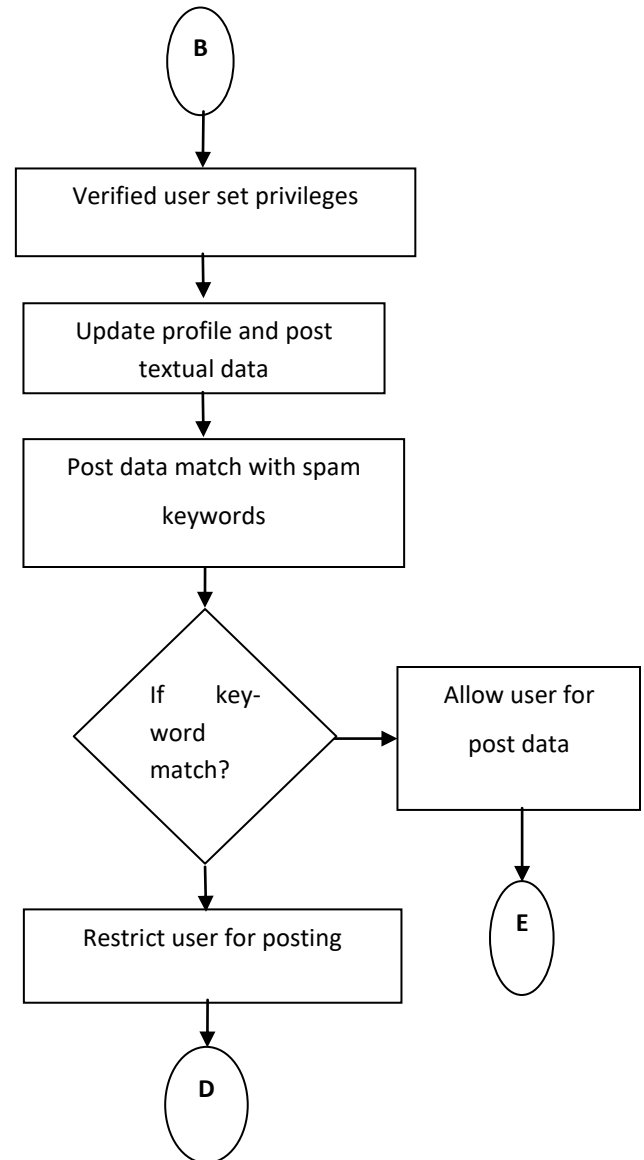 B
Verified user set privileges
Update profile and post
textual data
Post data match with spam
keywords
If key-
word
match?
Allow user for
post data
E
Restrict user for posting
D